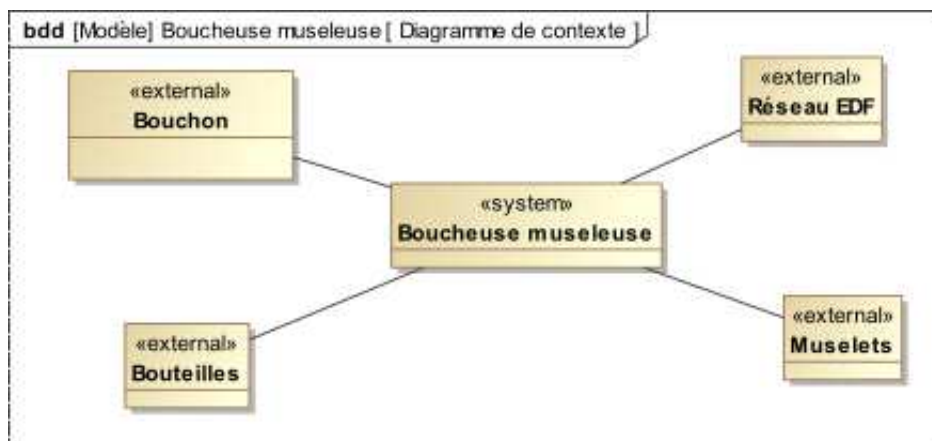 bdd [Modèle] Boucheuse museleuse [ Diagramme de contexte ]
«external»
Bouchon
«external»
Réseau EDF
«system»
Boucheuse museleuse
«external»
Bouteilles
«external»
Muselets